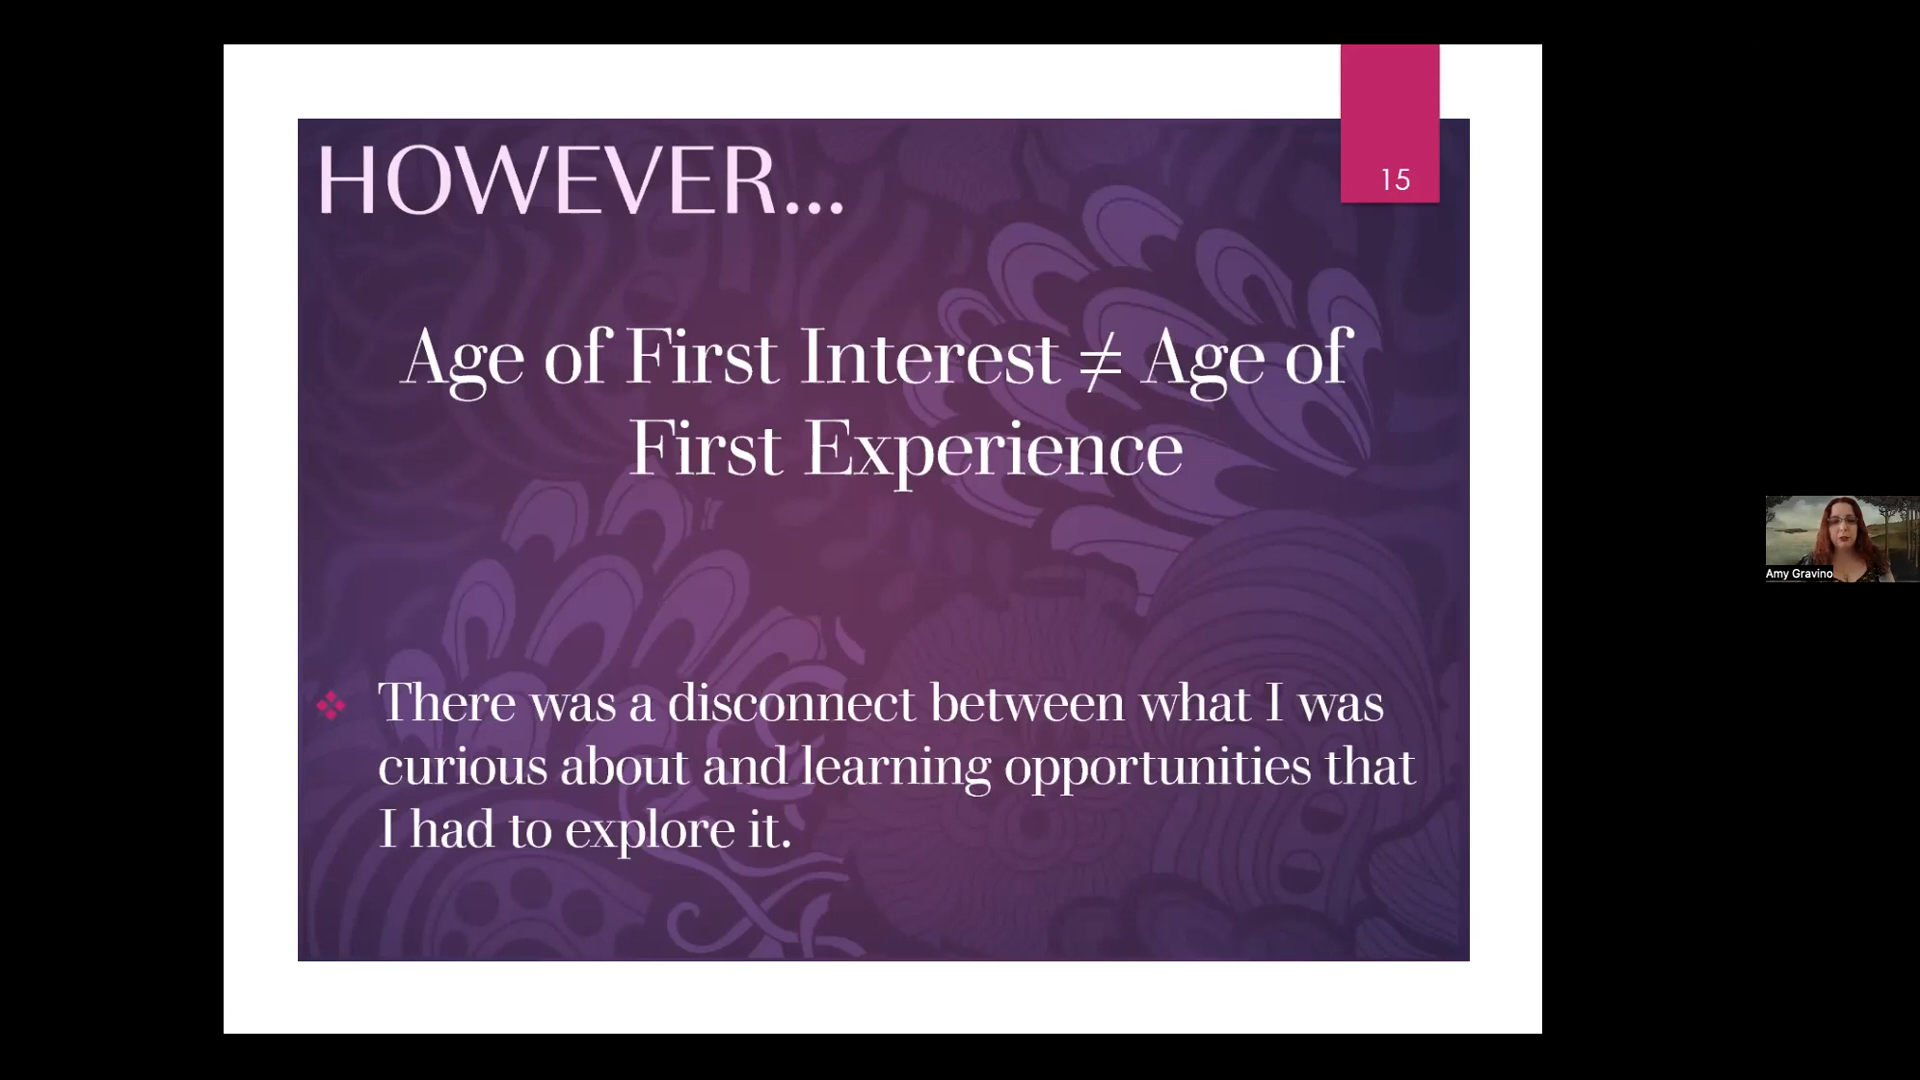 HOWEVER...
15
Age of First Interest ≠ Age of
First Experience
There was a disconnect between what I was
curious about and learning opportunities that
I had to explore it.
Amy Gravino